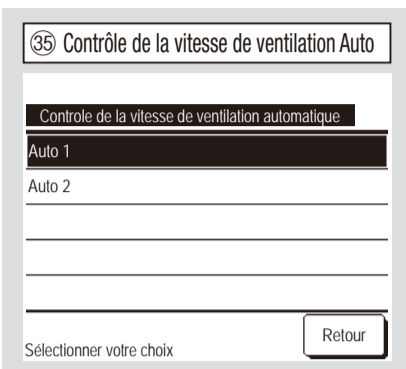 ㉟ Contrôle de la vitesse de ventilation Auto
Controle de la vitesse de ventilation automatique
Auto 1
Auto 2
Retour
Sélectionner votre choix